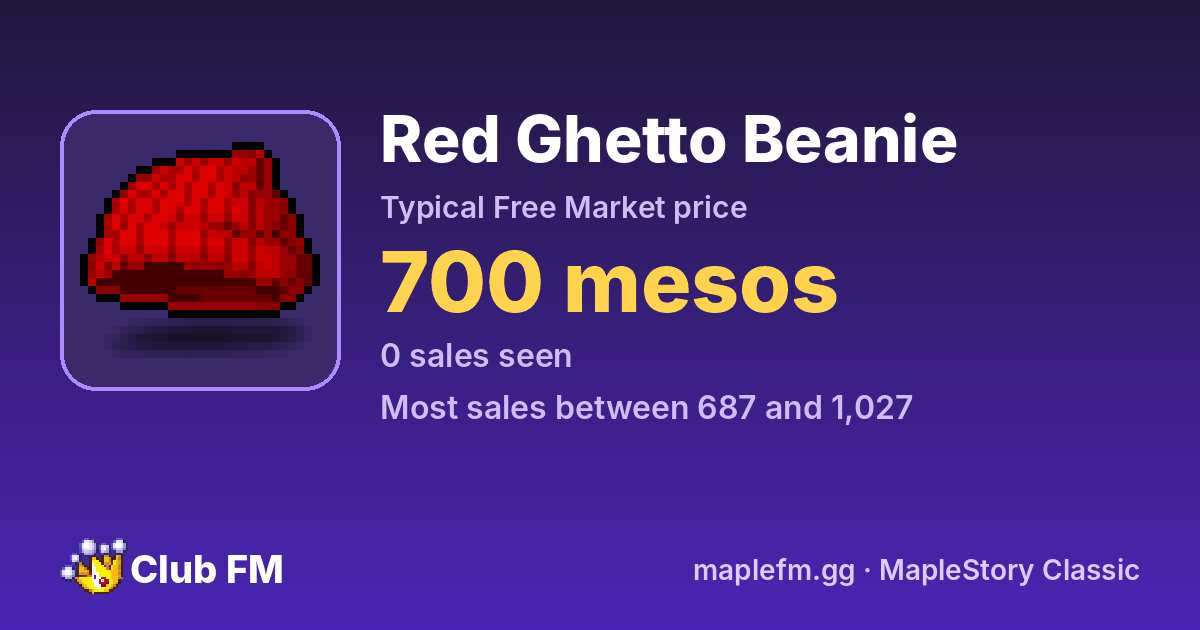 Red Ghetto Beanie
Typical Free Market price
700 mesos
0 sales seen
Most sales between 687 and 1,027
Club FM
maplefm.gg · MapleStory Classic